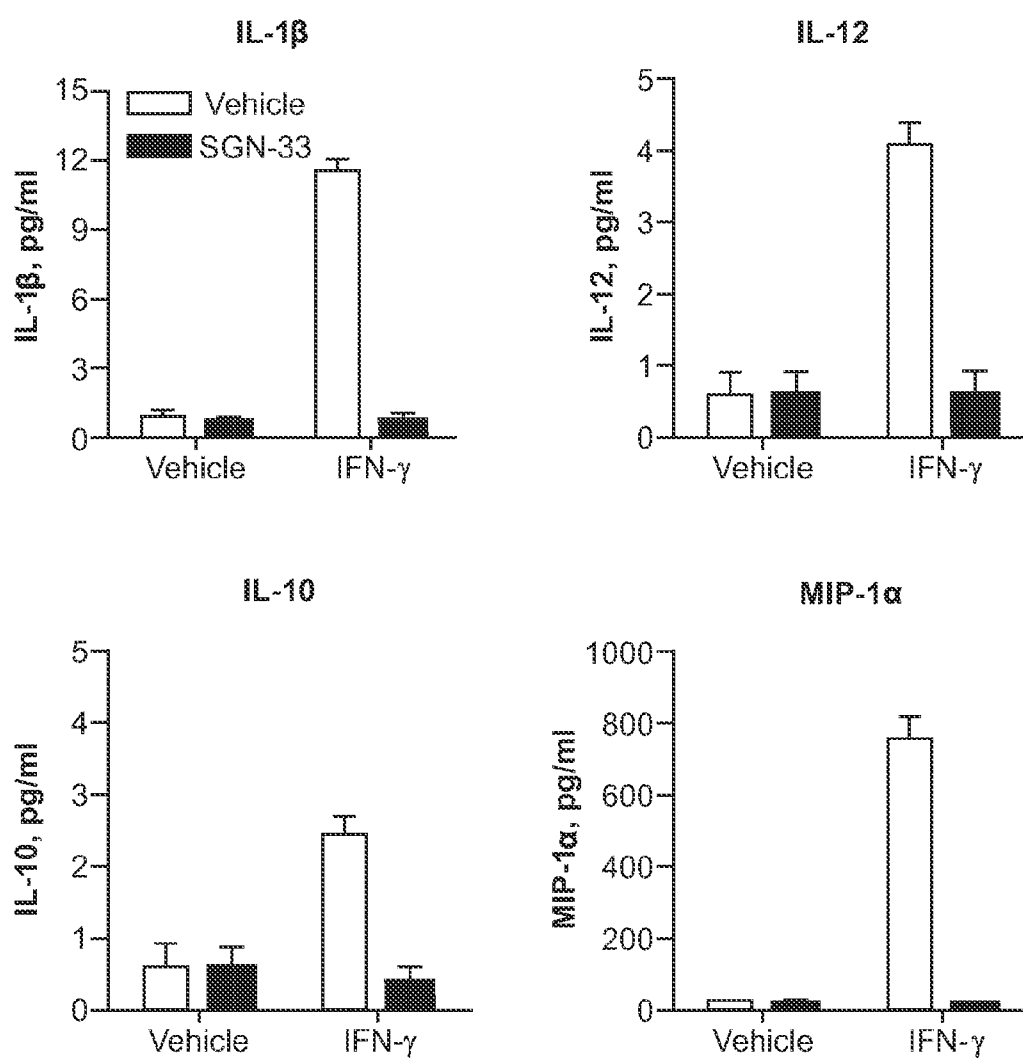 IL-1β
IL-1β, pg/ml
15
12
9
6
3
0
Vehicle
SGN-33
Vehicle
IFN-γ
IL-12
IL-12, pg/ml
5
4
3
2
1
0
Vehicle
IFN-γ
IL-10
IL-10, pg/ml
5
4
3
2
1
0
Vehicle
IFN-γ
MIP-1α
MIP-1α, pg/ml
1000
800
600
400
200
0
Vehicle
IFN-γ